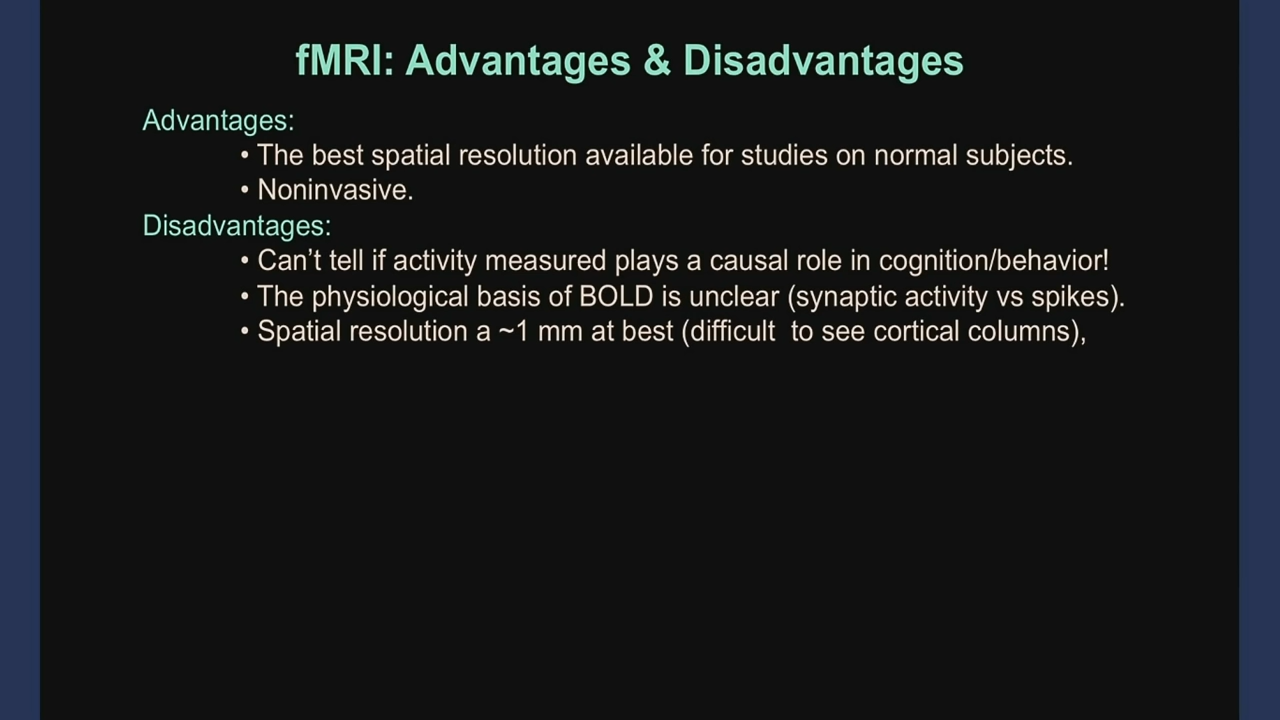 fMRI: Advantages & Disadvantages
Advantages:
• The best spatial resolution available for studies on normal subjects.
• Noninvasive.
Disadvantages:
• Can’t tell if activity measured plays a causal role in cognition/behavior!
• The physiological basis of BOLD is unclear (synaptic activity vs spikes).
• Spatial resolution a ~1 mm at best (difficult  to see cortical columns),